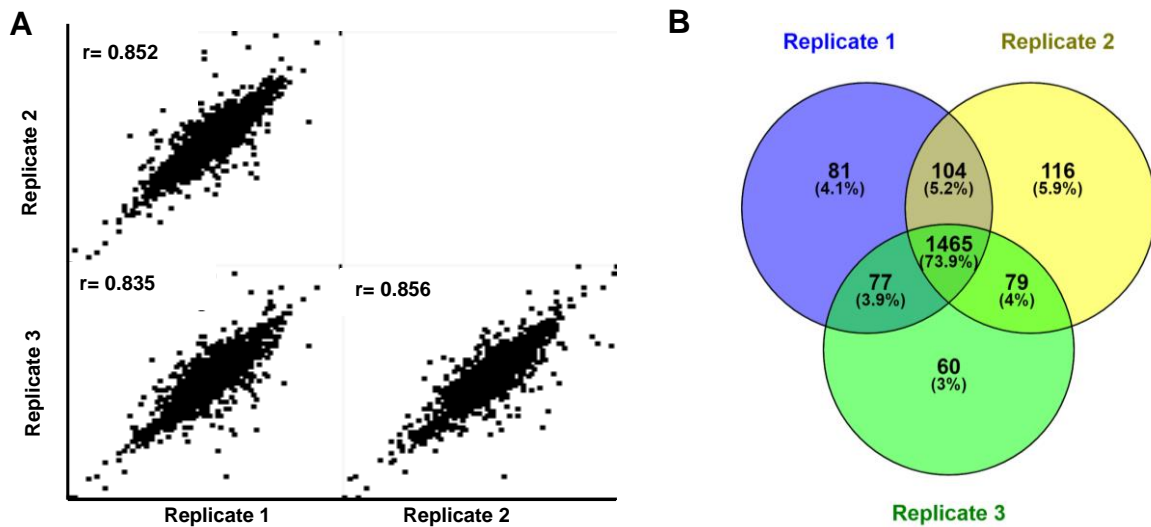 A
r= 0.852
Replicate 2
r= 0.835
r= 0.856
Replicate 3
Replicate 1
Replicate 2
B
Replicate 1
Replicate 2
81
(4.1%)
104
(5.2%)
116
(5.9%)
1465
(73.9%)
77
(3.9%)
79
(4%)
60
(3%)
Replicate 3